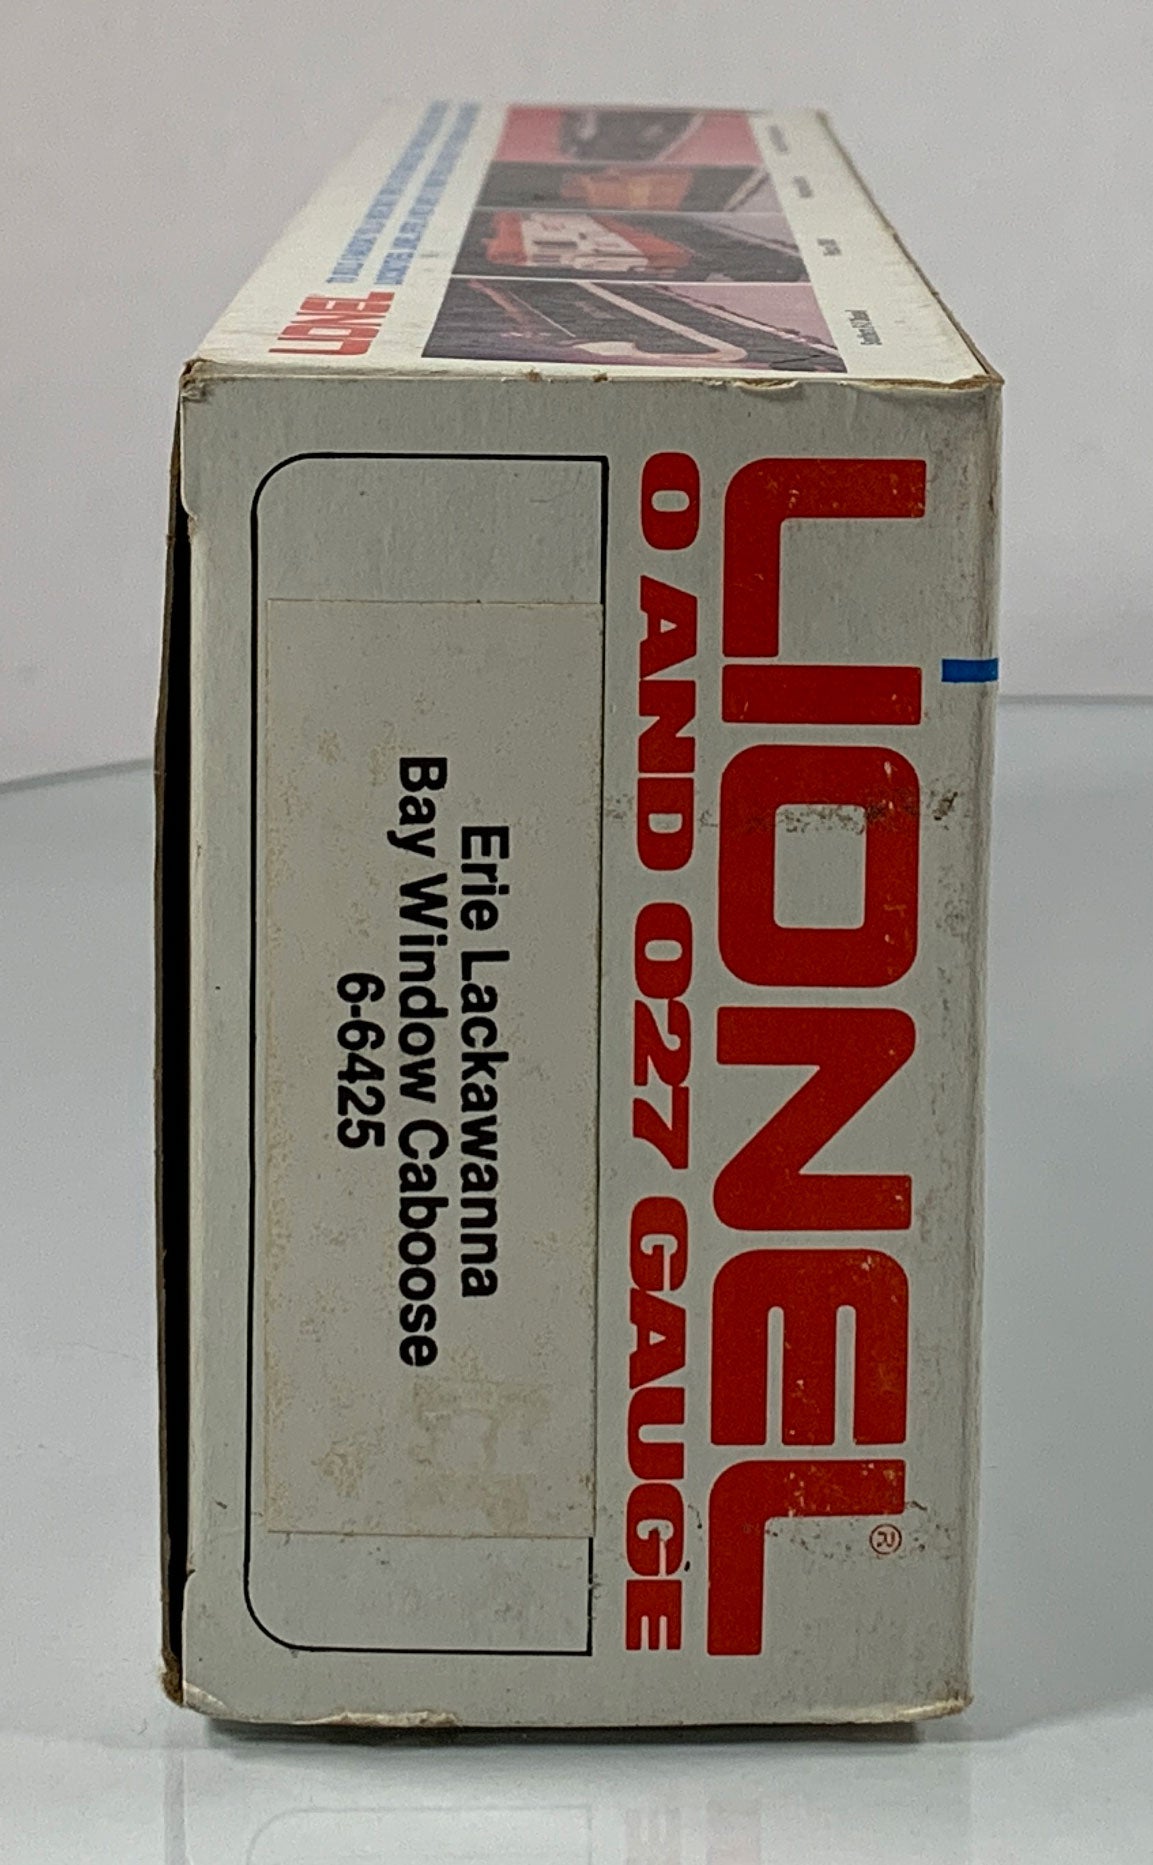 LIONEL
LIONEL®
O AND O27 GAUGE
Erie Lackawanna
Bay Window Caboose
6-6425